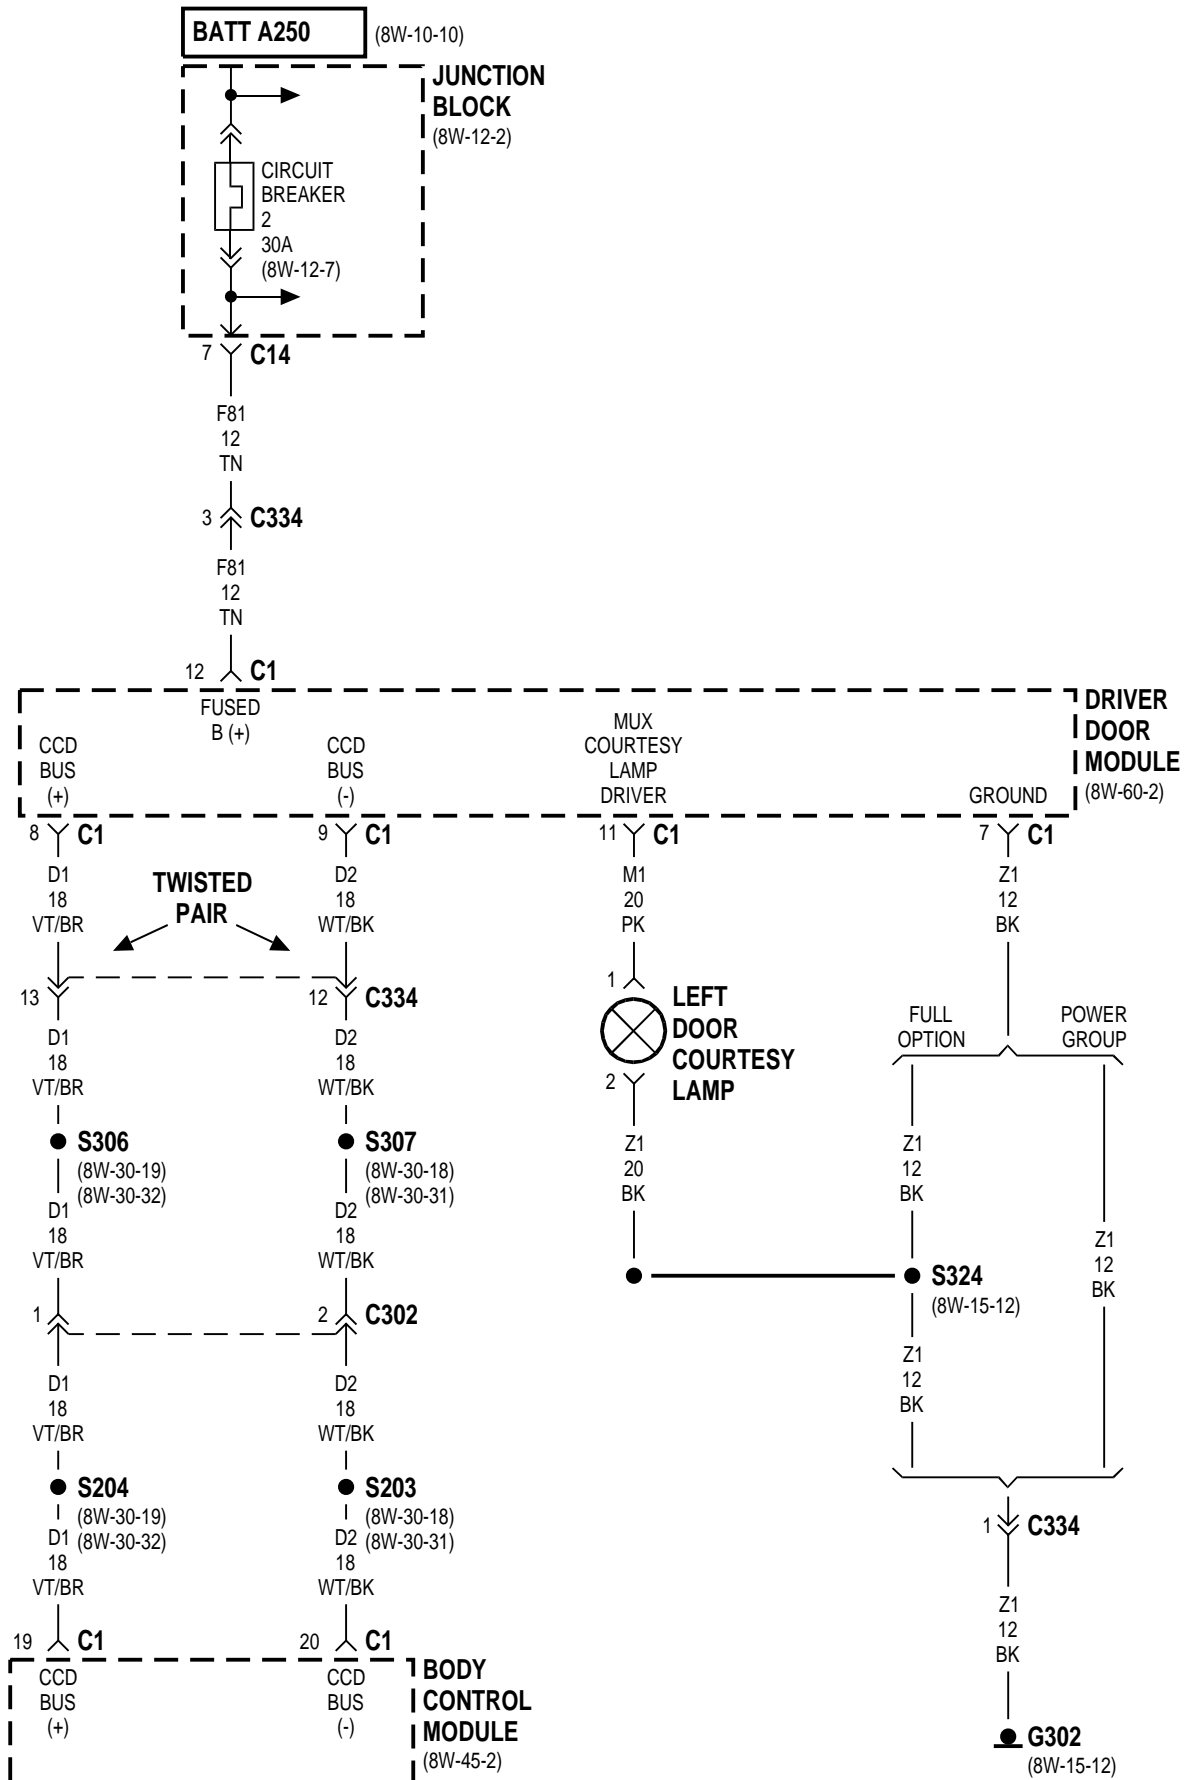 BATT A250 (8W-10-10)
JUNCTION
BLOCK
(8W-12-2)
CIRCUIT
BREAKER
2
30A
(8W-12-7)
7 C14
F81
12
TN
3 C334
F81
12
TN
12 C1
FUSED
B (+)
CCD
BUS
(+)
CCD
BUS
(-)
MUX
COURTESY
LAMP
DRIVER
GROUND
DRIVER
DOOR
MODULE
(8W-60-2)
8 C1
9 C1
11 C1
7 C1
D1
18
VT/BR
TWISTED
PAIR
D2
18
WT/BK
M1
20
PK
Z1
12
BK
13
12 C334
1
LEFT
DOOR
COURTESY
LAMP
2
FULL
OPTION
POWER
GROUP
D1
18
VT/BR
D2
18
WT/BK
S306
(8W-30-19)
(8W-30-32)
S307
(8W-30-18)
(8W-30-31)
Z1
20
BK
Z1
12
BK
Z1
12
BK
D1
18
VT/BR
D2
18
WT/BK
S324
(8W-15-12)
1
2 C302
Z1
12
BK
D1
18
VT/BR
D2
18
WT/BK
S204
(8W-30-19)
(8W-30-32)
S203
(8W-30-18)
(8W-30-31)
1 C334
D1
18
VT/BR
D2
18
WT/BK
Z1
12
BK
19 C1
20 C1
CCD
BUS
(+)
CCD
BUS
(-)
BODY
CONTROL
MODULE
(8W-45-2)
G302
(8W-15-12)